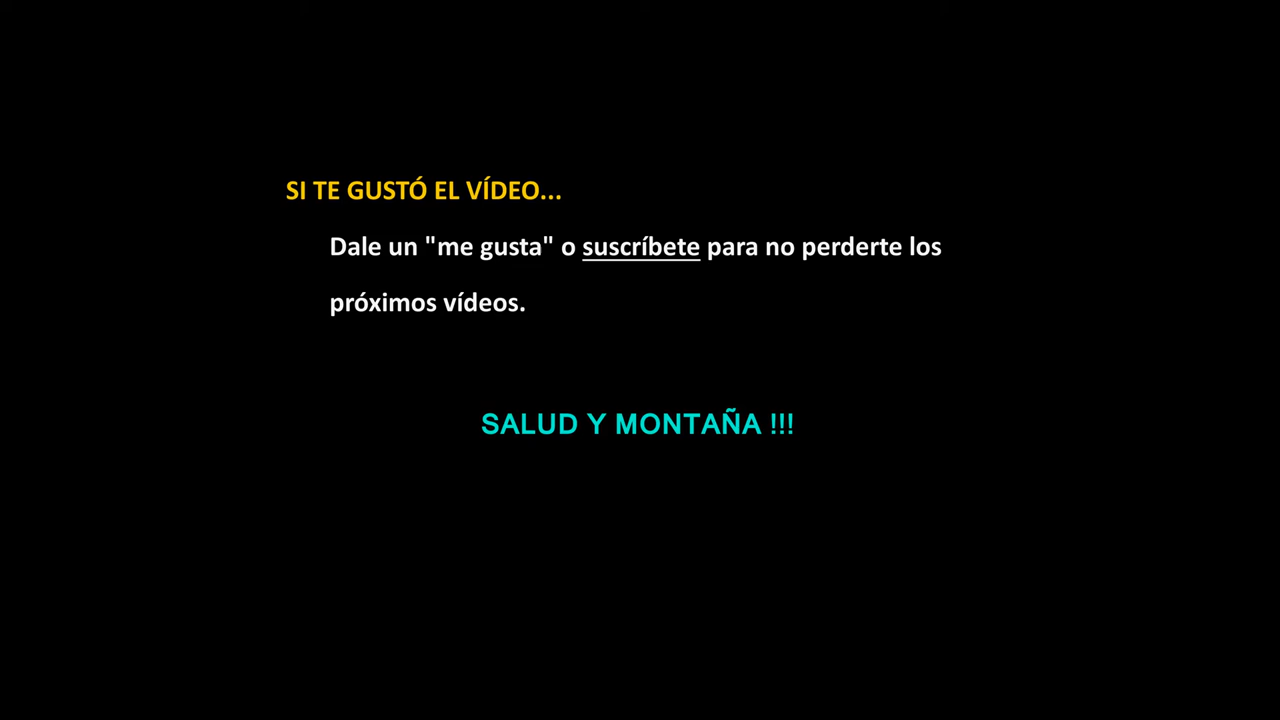 SI TE GUSTÓ EL VÍDEO...
Dale un "me gusta" o suscríbete para no perderte los
próximos vídeos.
SALUD Y MONTAÑA !!!